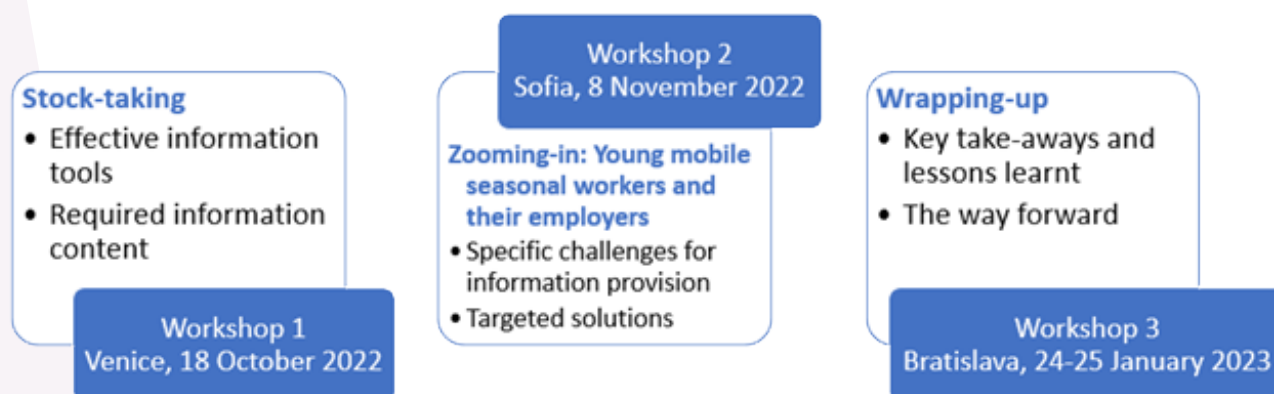 Stock-taking
• Effective information
tools
• Required information
content
Workshop 1
Venice, 18 October 2022
Workshop 2
Sofia, 8 November 2022
Zooming-in: Young mobile
seasonal workers and
their employers
• Specific challenges for
information provision
• Targeted solutions
Wrapping-up
• Key take-aways and
lessons learnt
• The way forward
Workshop 3
Bratislava, 24-25 January 2023